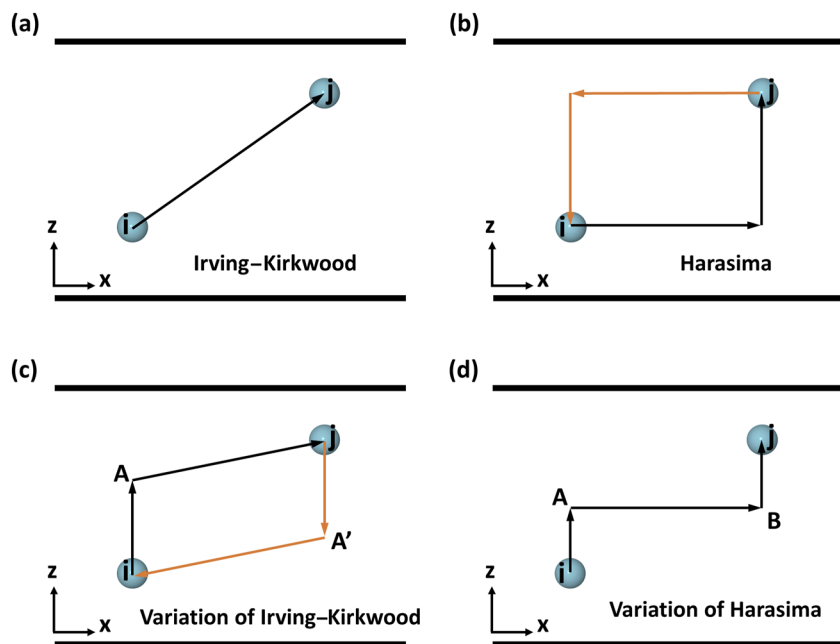 (a)
j
i
z
x
Irving–Kirkwood
(b)
j
i
z
x
Harasima
(c)
j
A
A’
i
z
x
Variation of Irving–Kirkwood
(d)
j
A
B
i
z
x
Variation of Harasima